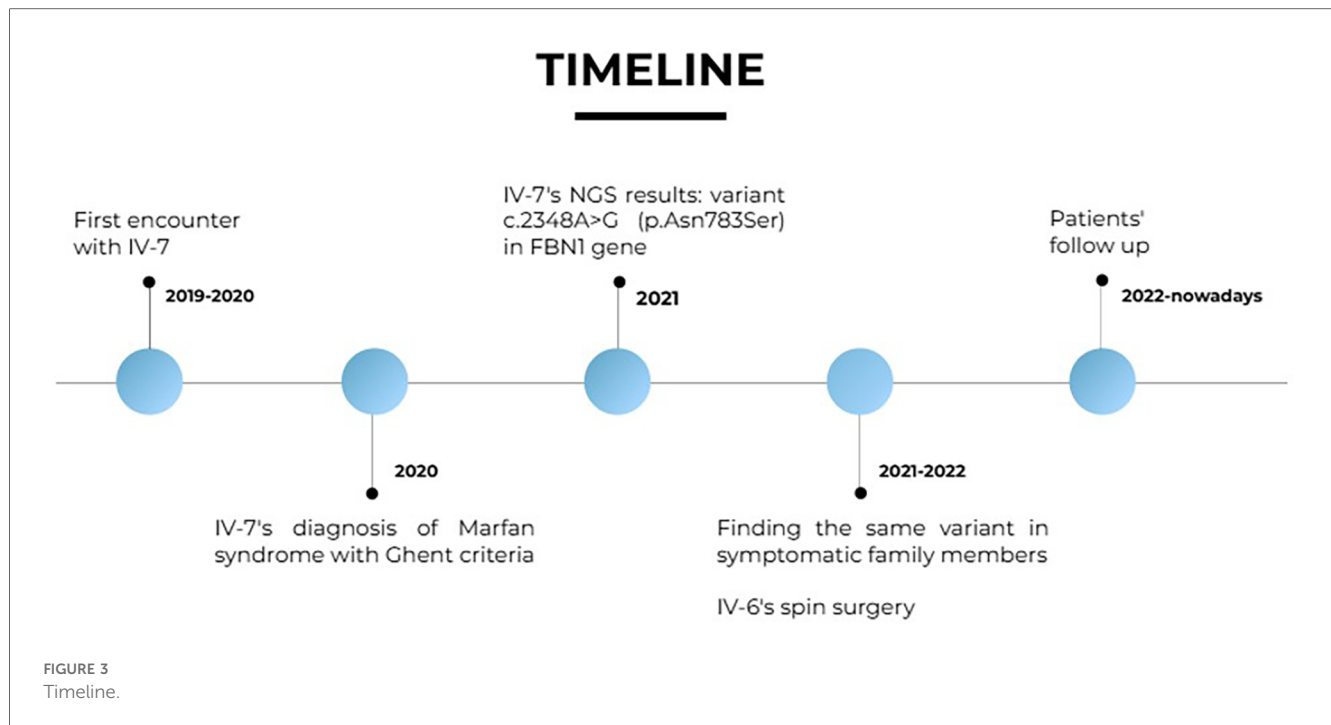 TIMELINE
First encounter
with IV-7
2019-2020
2020
IV-7's diagnosis of Marfan
syndrome with Ghent criteria
IV-7's NGS results: variant
c.2348A>G (p.Asn783Ser)
in FBN1 gene
2021
2021-2022
Finding the same variant in
symptomatic family members
IV-6's spin surgery
Patients'
follow up
2022-nowadays
FIGURE 3
Timeline.